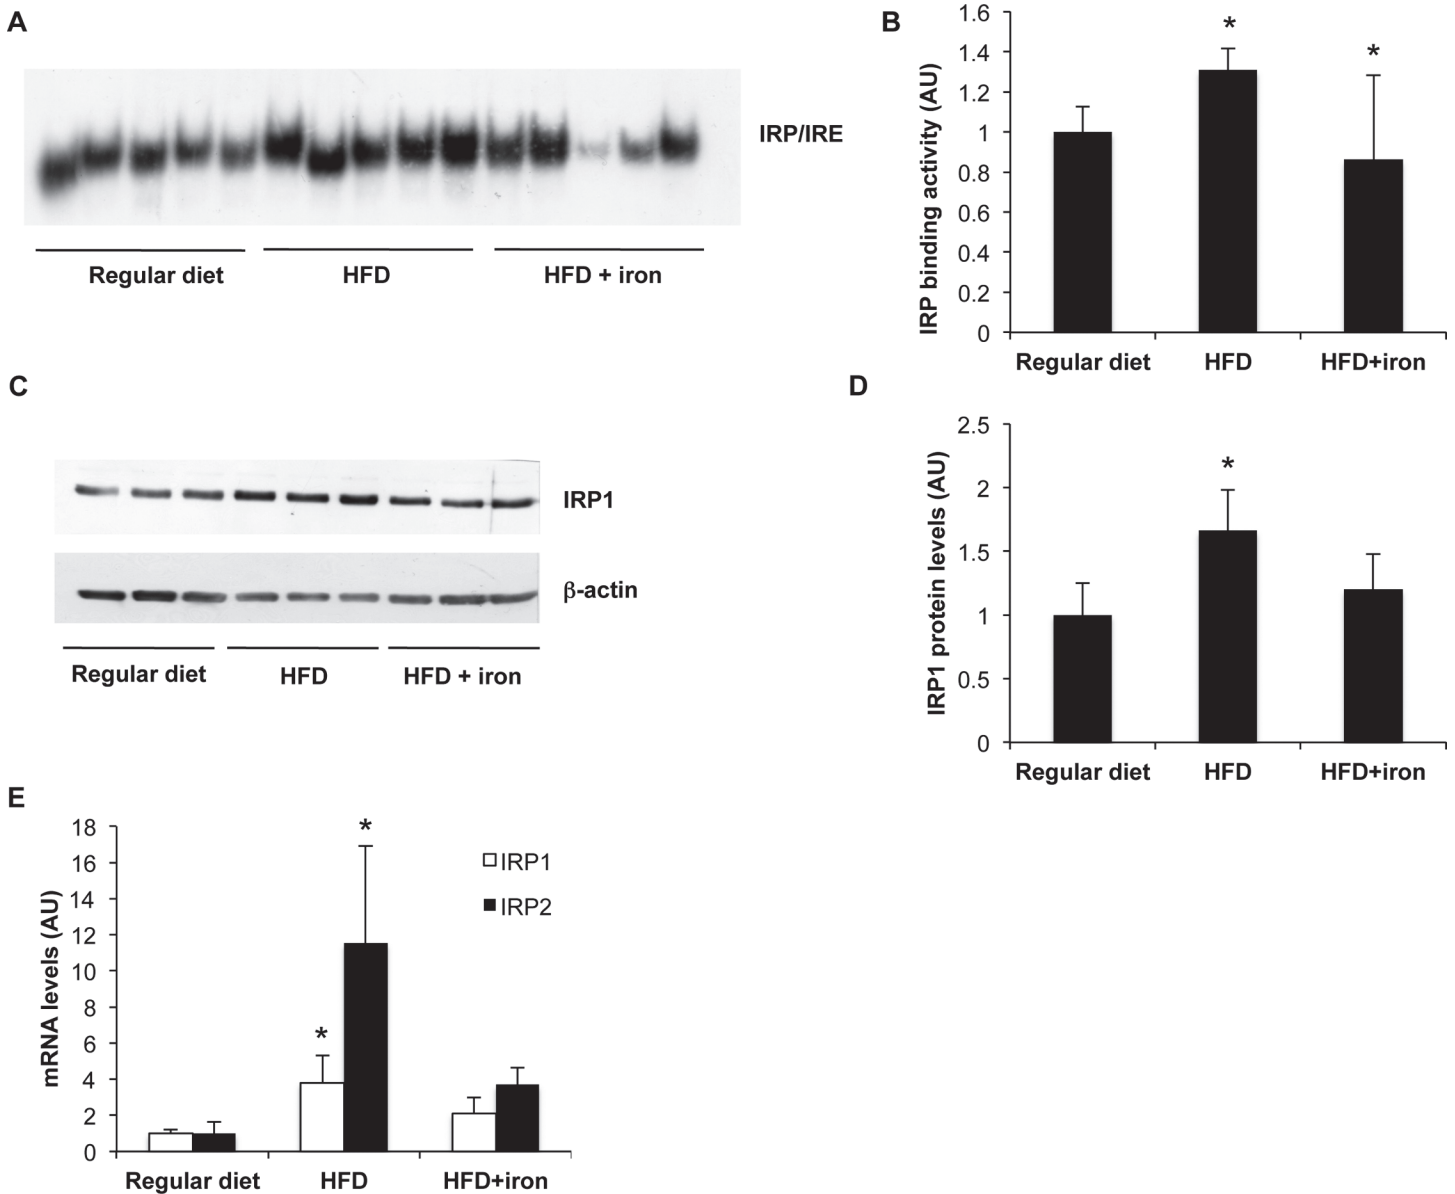 A
IRP/IRE
Regular diet
HFD
HFD + iron
B
IRP binding activity (AU)
1.6
1.4
1.2
1
0.8
0.6
0.4
0.2
0
*
*
Regular diet
HFD
HFD+iron
C
IRP1
β-actin
Regular diet
HFD
HFD + iron
D
IRP1 protein levels (AU)
2.5
2
1.5
1
0.5
0
*
Regular diet
HFD
HFD+iron
E
mRNA levels (AU)
18
16
14
12
10
8
6
4
2
0
*
*
IRP1
IRP2
Regular diet
HFD
HFD+iron